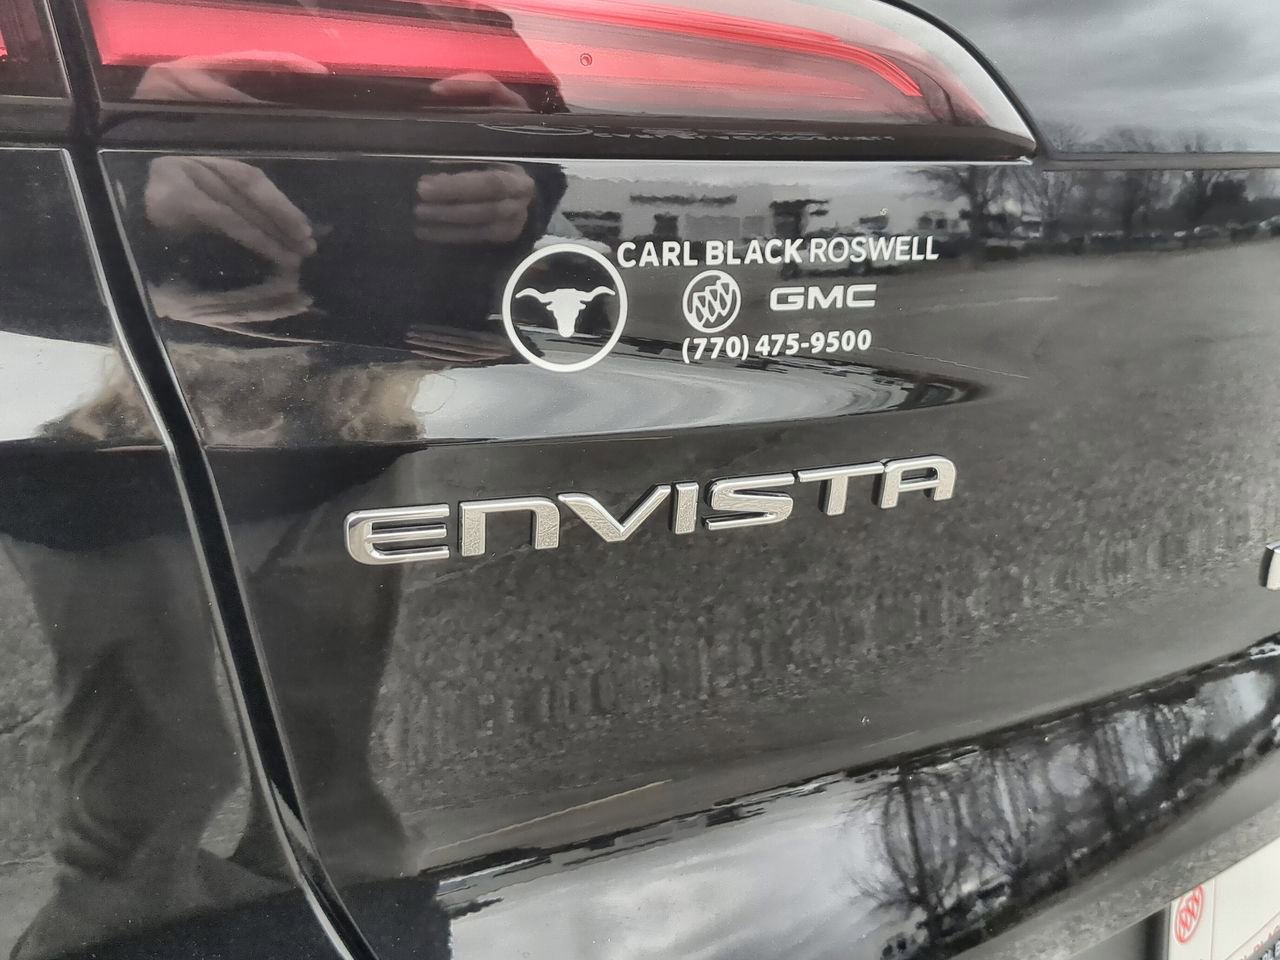 CARL BLACK ROSWELL
GMC
(770) 475-9500
ENVISTA